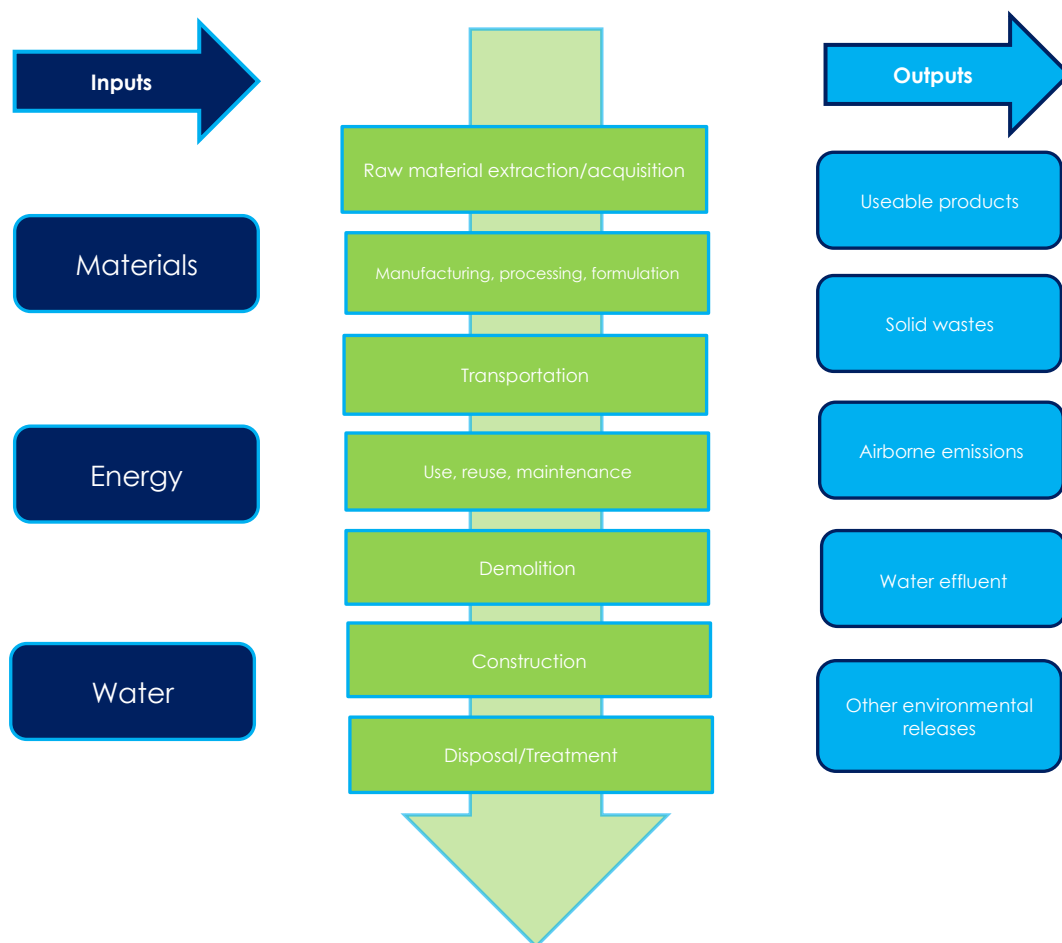 Inputs
Materials
Energy
Water
Raw material extraction/acquisition
Manufacturing, processing, formulation
Transportation
Use, reuse, maintenance
Demolition
Construction
Disposal/Treatment
Outputs
Useable products
Solid wastes
Airborne emissions
Water effluent
Other environmental
releases